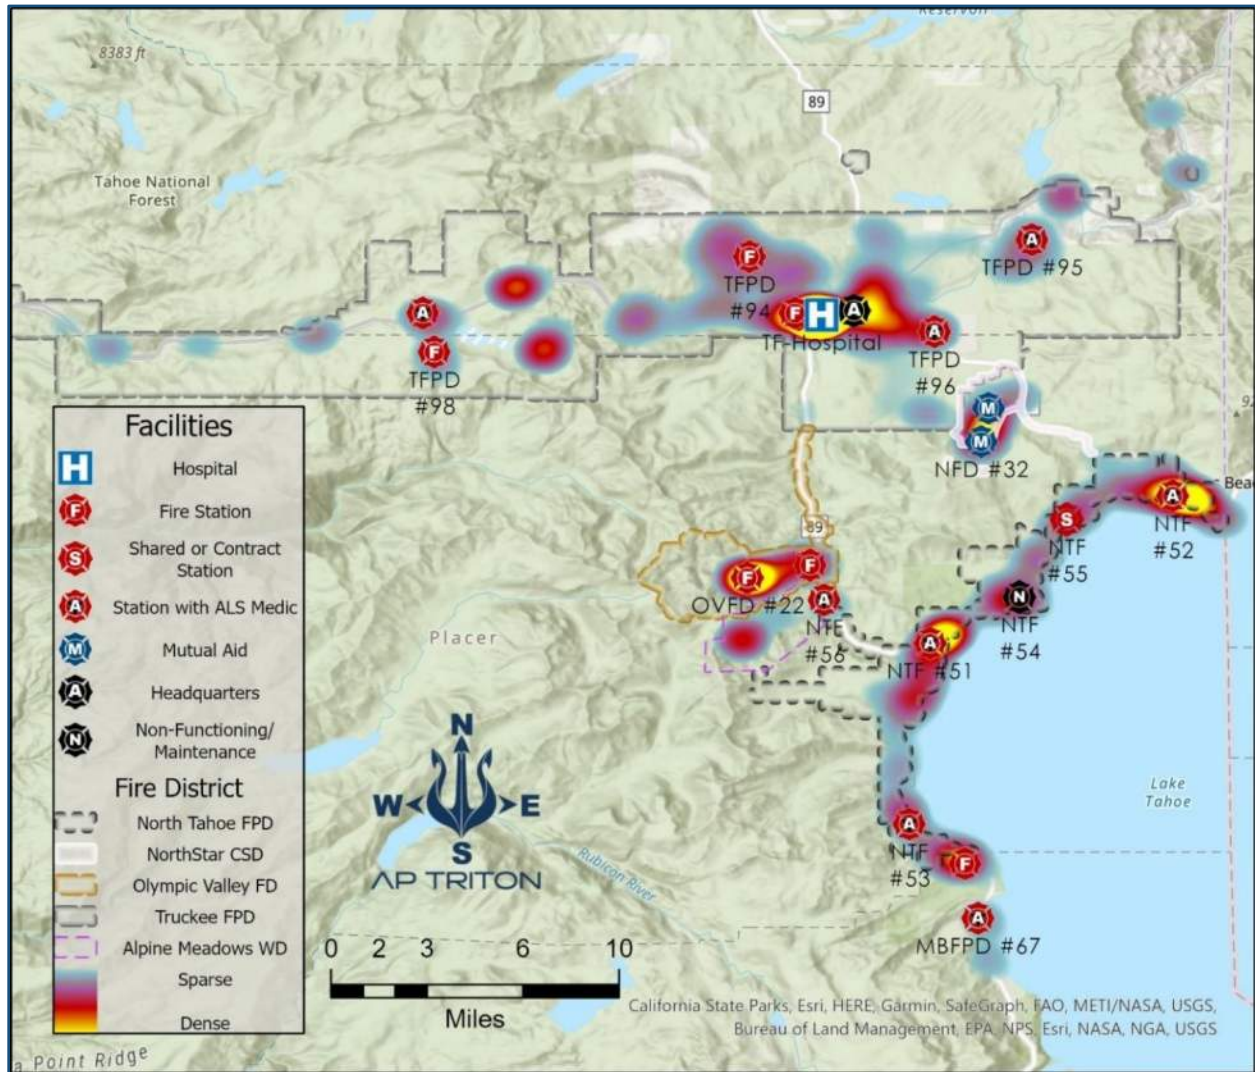 Reservoir
8383 ft
89
Tahoe National
Forest
TFPD #95
TFPD
#94
H
TF-Hospital
TFPD
#96
TFPD
#98
NFD #32
NTF
#52
NTF
#55
89
OVFD #22
NTF
#56
NTF
#54
NTF #51
Placer
Lake
Tahoe
NTF
#53
MBFPD #67
Rubicon River
Facilities
H Hospital
F Fire Station
S Shared or Contract
Station
A Station with ALS Medic
M Mutual Aid
A Headquarters
N Non-Functioning/
Maintenance
Fire District
North Tahoe FPD
NorthStar CSD
Olympic Valley FD
Truckee FPD
Alpine Meadows WD
Sparse
Dense
N
W E
S
AP TRITON
0 2 3 6 10
Miles
California State Parks, Esri, HERE, Garmin, SafeGraph, FAO, METI/NASA, USGS,
Bureau of Land Management, EPA, NPS, Esri, NASA, NGA, USGS
a Point Ridge